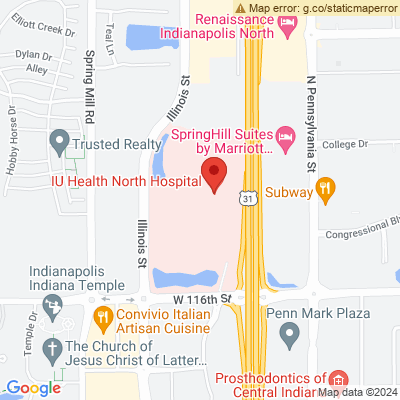 Map error: g.co/staticmaperror
Elliott Creek Dr
Teal Ln
Renaissance
Indianapolis North
Dylan Dr
Alley
Spring Mill Rd
Illinois St
N Pennsylvania St
Hobby Horse Dr
Trusted Realty
SpringHill Suites
by Marriott...
College Dr
IU Health North Hospital
31
Subway
Illinois St
Congressional Bl
Indianapolis
Indiana Temple
W 116th St
Temple Dr
Convivio Italian
Artisan Cuisine
Penn Mark Plaza
The Church of
Jesus Christ of Latter...
Prosthodontics of
Central Indian
Google
Map data ©2024